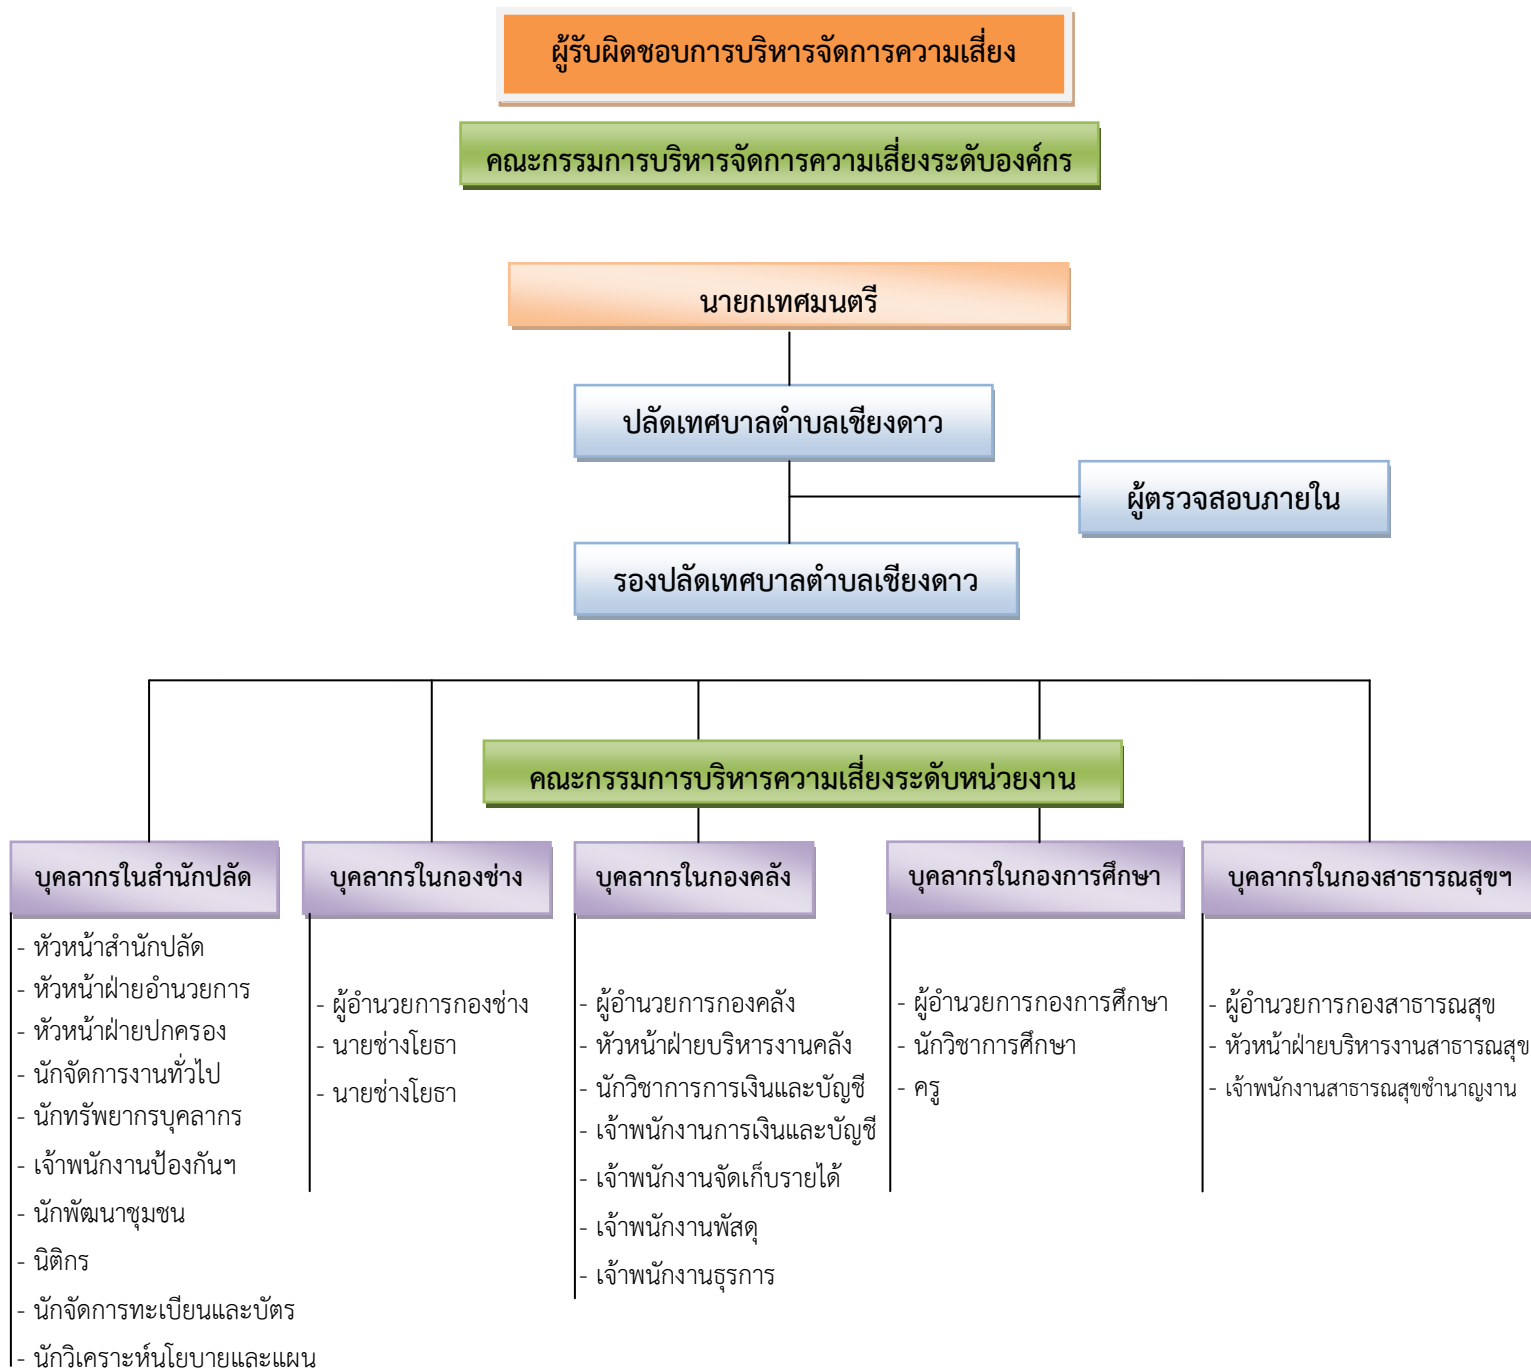 ผู้รับผิดชอบการบริหารจัดการความเสี่ยง
คณะกรรมการบริหารจัดการความเสี่ยงระดับองค์กร
นายกเทศมนตรี
ปลัดเทศบาลตำบลเชียงดาว
ผู้ตรวจสอบภายใน
รองปลัดเทศบาลตำบลเชียงดาว
คณะกรรมการบริหารความเสี่ยงระดับหน่วยงาน
บุคลากรในสำนักปลัด
- หัวหน้าสำนักปลัด
- หัวหน้าฝ่ายอำนวยการ
- หัวหน้าฝ่ายปกครอง
- นักจัดการงานทั่วไป
- นักทรัพยากรบุคลากร
- เจ้าพนักงานป้องกันฯ
- นักพัฒนาชุมชน
- นิติกร
- นักจัดการทะเบียนและบัตร
- นักวิเคราะห์นโยบายและแผน
บุคลากรในกองช่าง
- ผู้อำนวยการกองช่าง
- นายช่างโยธา
- นายช่างโยธา
บุคลากรในกองคลัง
- ผู้อำนวยการกองคลัง
- หัวหน้าฝ่ายบริหารงานคลัง
- นักวิชาการการเงินและบัญชี
- เจ้าพนักงานการเงินและบัญชี
- เจ้าพนักงานจัดเก็บรายได้
- เจ้าพนักงานพัสดุ
- เจ้าพนักงานธุรการ
บุคลากรในกองการศึกษา
- ผู้อำนวยการกองการศึกษา
- นักวิชาการศึกษา
- ครู
บุคลากรในกองสาธารณสุขฯ
- ผู้อำนวยการกองสาธารณสุข
- หัวหน้าฝ่ายบริหารงานสาธารณสุข
- เจ้าพนักงานสาธารณสุขชำนาญงาน